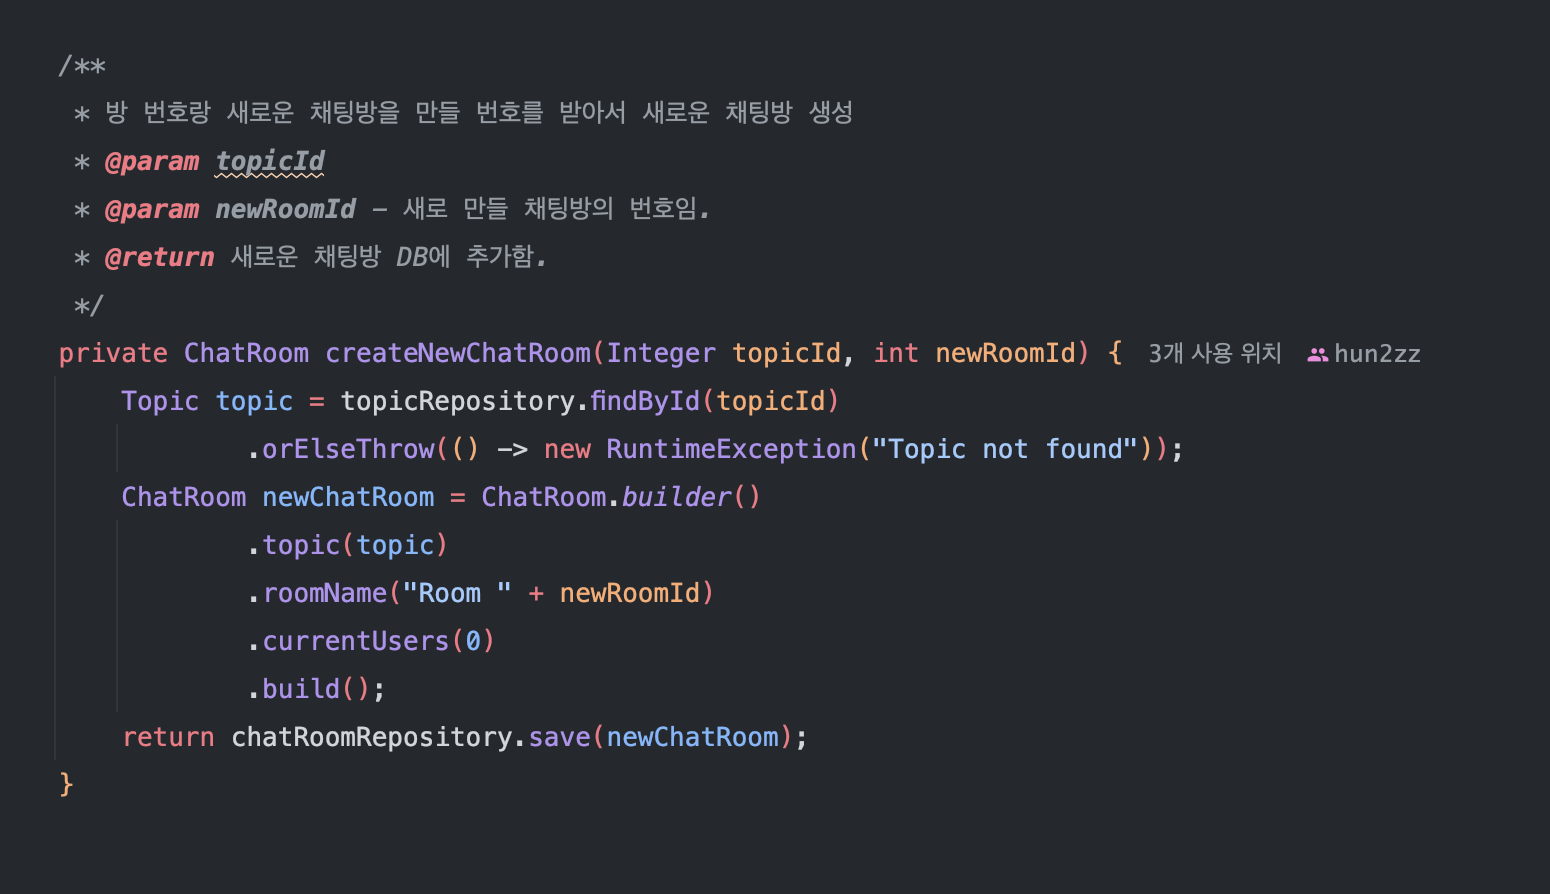 /**
 * 방 번호랑 새로운 채팅방을 만들 번호를 받아서 새로운 채팅방 생성
 * @param topicId
 * @param newRoomId – 새로 만들 채팅방의 번호임.
 * @return 새로운 채팅방 DB에 추가함.
 */
private ChatRoom createNewChatRoom(Integer topicId, int newRoomId) { 3개 사용 위치 hun2zz
    Topic topic = topicRepository.findById(topicId)
            .orElseThrow(() -> new RuntimeException("Topic not found"));
    ChatRoom newChatRoom = ChatRoom.builder()
            .topic(topic)
            .roomName("Room " + newRoomId)
            .currentUsers(0)
            .build();
    return chatRoomRepository.save(newChatRoom);
}